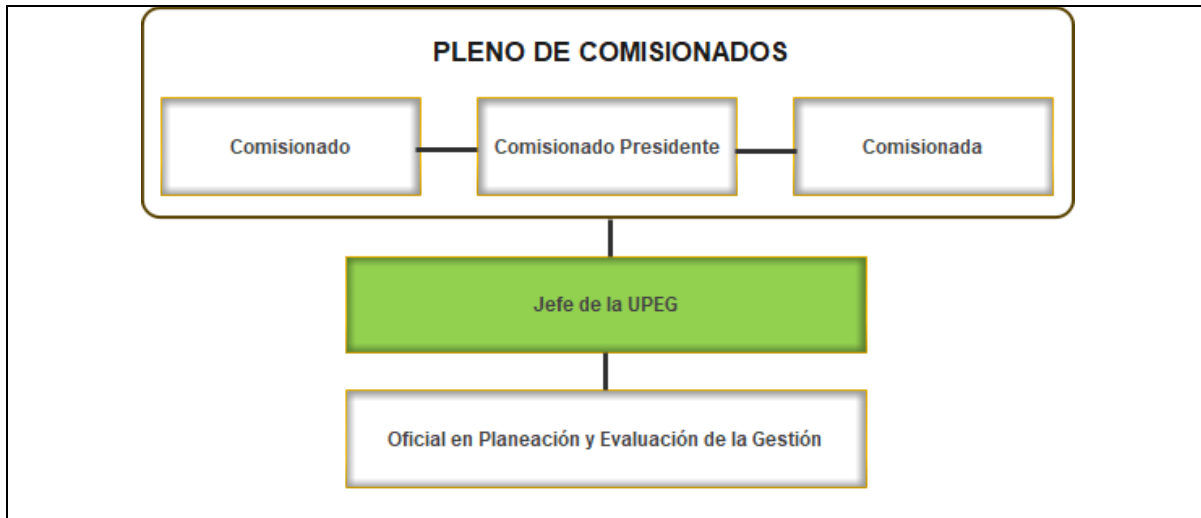 PLENO DE COMISIONADOS
Comisionado
Comisionado Presidente
Comisionada
Jefe de la UPEG
Oficial en Planeación y Evaluación de la Gestión